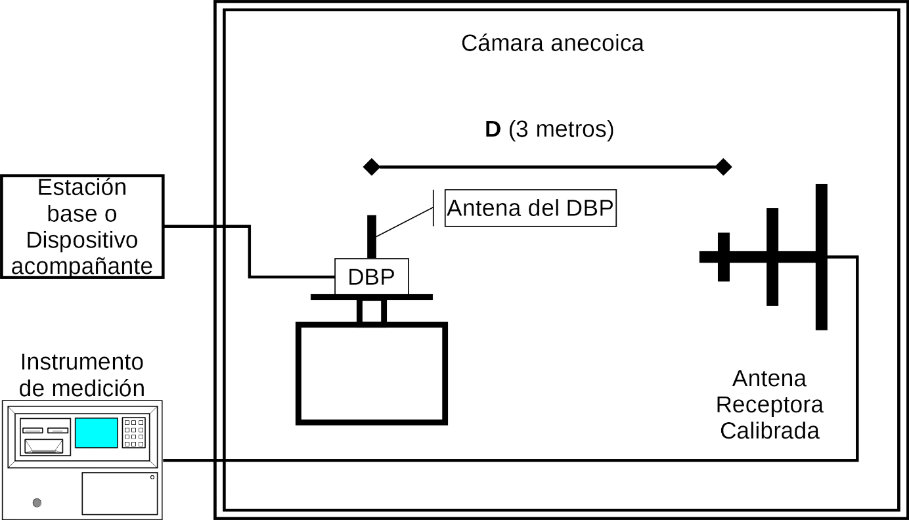 Cámara anecoica
D (3 metros)
Estación
base o
Dispositivo
acompañante
Antena del DBP
DBP
Instrumento
de medición
Antena
Receptora
Calibrada